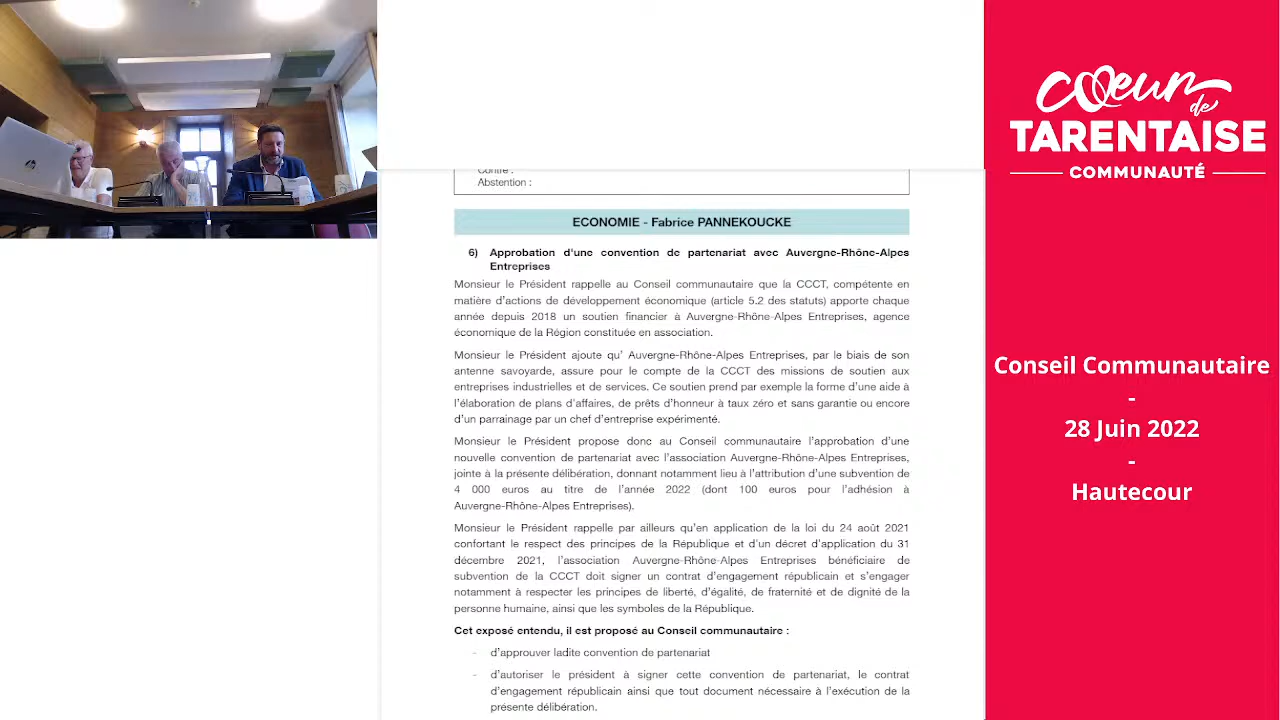 Contre :
Abstention :
ECONOMIE - Fabrice PANNEKOUCKE
6) Approbation d'une convention de partenariat avec Auvergne-Rhône-Alpes
Entreprises
Monsieur le Président rappelle au Conseil communautaire que la CCCT, compétente en
matière d'actions de développement économique (article 5.2 des statuts) apporte chaque
année depuis 2018 un soutien financier à Auvergne-Rhône-Alpes Entreprises, agence
économique de la Région constituée en association.
Monsieur le Président ajoute qu' Auvergne-Rhône-Alpes Entreprises, par le biais de son
antenne savoyarde, assure pour le compte de la CCCT des missions de soutien aux
entreprises industrielles et de services. Ce soutien prend par exemple la forme d'une aide à
l'élaboration de plans d'affaires, de prêts d'honneur à taux zéro et sans garantie ou encore
d'un parrainage par un chef d'entreprise expérimenté.
Monsieur le Président propose donc au Conseil communautaire l'approbation d'une
nouvelle convention de partenariat avec l'association Auvergne-Rhône-Alpes Entreprises,
jointe à la présente délibération, donnant notamment lieu à l'attribution d'une subvention de
4 000 euros au titre de l'année 2022 (dont 100 euros pour l'adhésion à
Auvergne-Rhône-Alpes Entreprises).
Monsieur le Président rappelle par ailleurs qu'en application de la loi du 24 août 2021
confortant le respect des principes de la République et d'un décret d'application du 31
décembre 2021, l'association Auvergne-Rhône-Alpes Entreprises bénéficiaire de
subvention de la CCCT doit signer un contrat d'engagement républicain et s'engager
notamment à respecter les principes de liberté, d'égalité, de fraternité et de dignité de la
personne humaine, ainsi que les symboles de la République.
Cet exposé entendu, il est proposé au Conseil communautaire :
- d'approuver ladite convention de partenariat
- d'autoriser le président à signer cette convention de partenariat, le contrat
d'engagement républicain ainsi que tout document nécessaire à l'exécution de la
présente délibération.
Cœur
de
TARENTAISE
COMMUNAUTÉ
Conseil Communautaire
-
28 Juin 2022
-
Hautecour